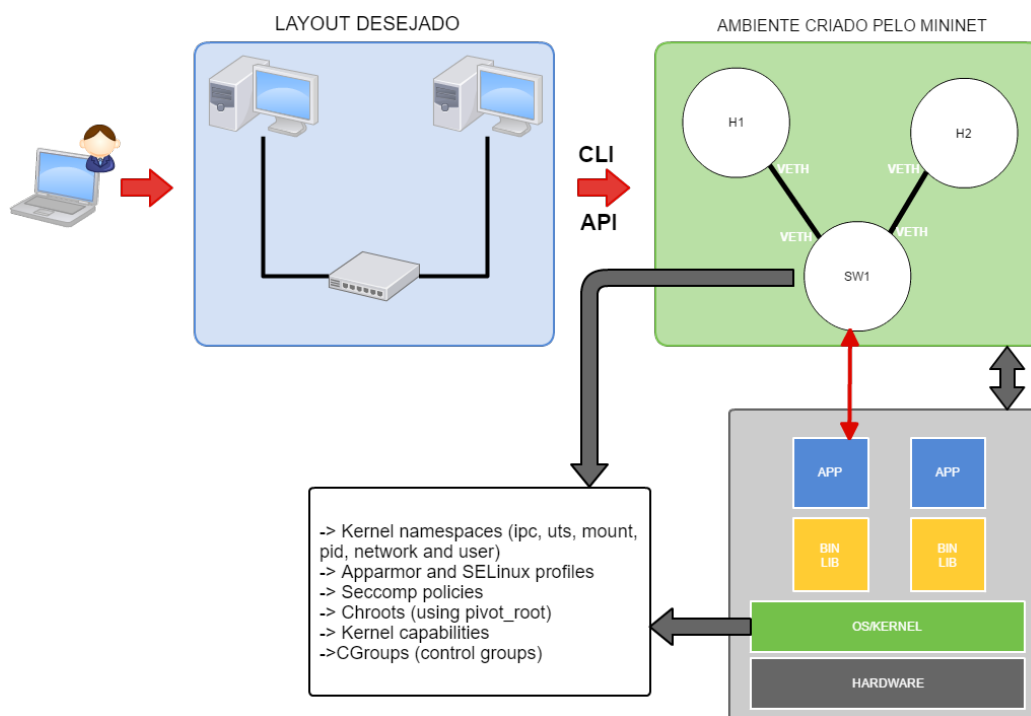 LAYOUT DESEJADO
AMBIENTE CRIADO PELO MININET
CLI
API
H1
H2
VETH
VETH
VETH
VETH
SW1
APP
APP
BIN
LIB
BIN
LIB
OS/KERNEL
HARDWARE
-> Kernel namespaces (ipc, uts, mount,
pid, network and user)
-> Apparmor and SELinux profiles
-> Seccomp policies
-> Chroots (using pivot_root)
-> Kernel capabilities
->CGroups (control groups)